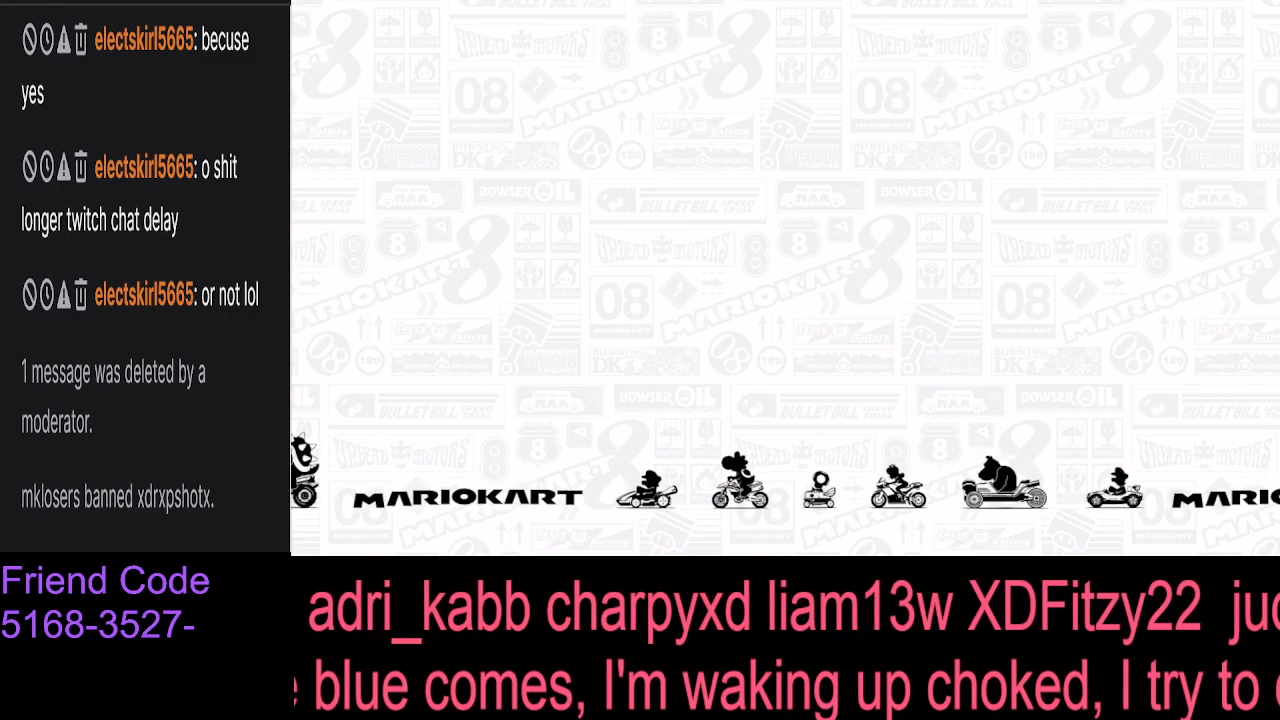 electskirl5665: becuse
yes
electskirl5665: o shit
longer twitch chat delay
electskirl5665: or not lol
1 message was deleted by a
moderator.
mklosers banned xdrxpshotx.
MARIOKART
Friend Code
5168-3527-
adri_kabb charpyxd liam13w XDFitzy22
blue comes, I'm waking up choked, I try to